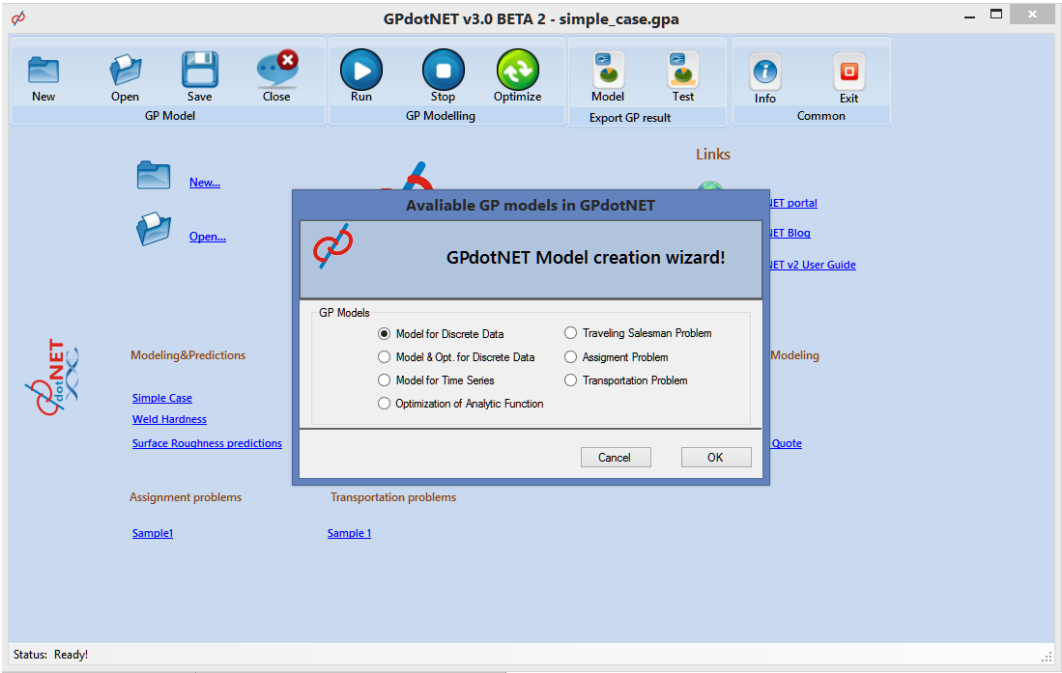 GPdotNET v3.0 BETA 2 - simple_case.gpa
New Open Save Close Run Stop Optimize Model Test Info Exit
GP Model GP Modelling Export GP result Common
Links
New...
Open...
NET portal
NET Blog
NET v2 User Guide
Avaliable GP models in GPdotNET
GPdotNET Model creation wizard!
GP Models
Model for Discrete Data
Model & Opt. for Discrete Data
Model for Time Series
Optimization of Analytic Function
Traveling Salesman Problem
Assigment Problem
Transportation Problem
Cancel OK
dotNET
Modeling&Predictions
Simple Case
Weld Hardness
Surface Roughness predictions
Modeling
Quote
Assignment problems
Sample1
Transportation problems
Sample 1
Status: Ready!